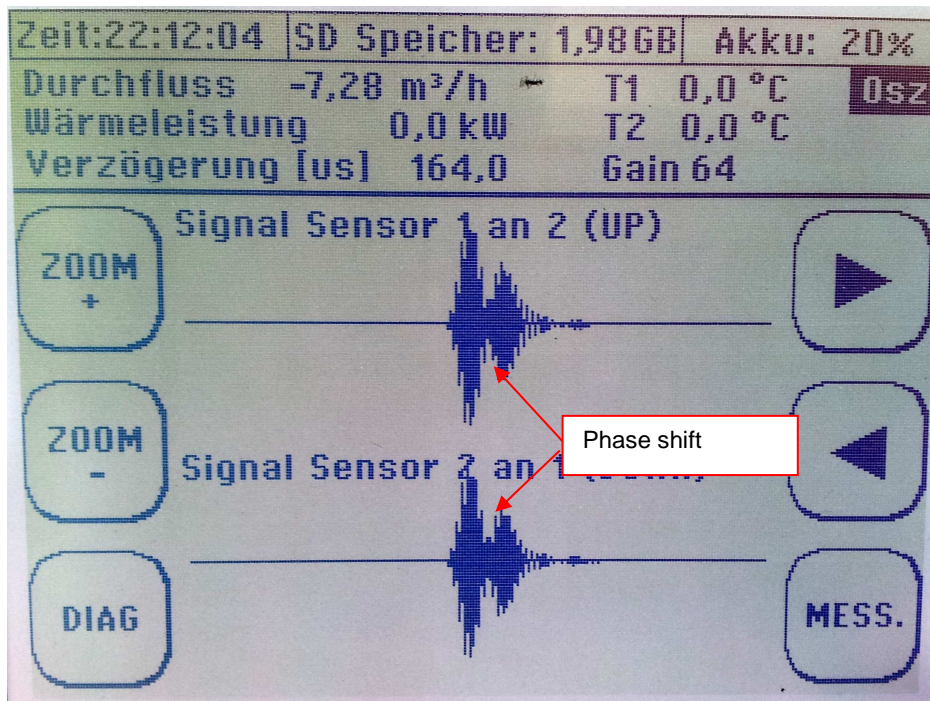 Zeit:22:12:04 SD Speicher: 1,98GB Akku: 20%
Durchfluss -7,28 m³/h T1 0,0 °C Osz
Wärmeleistung 0,0 kW T2 0,0 °C
Verzögerung [us] 164,0 Gain 64
Signal Sensor 1 an 2 (UP)
ZOOM
+
Phase shift
ZOOM
-
Signal Sensor 2 an 1
DIAG
MESS.